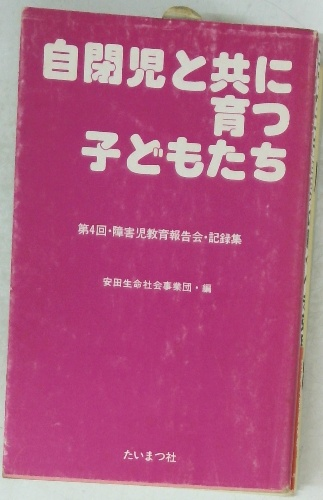 自閉児と共に
育つ
子どもたち
第4回・障害児教育報告会・記録集
安田生命社会事業団・編
たいまつ社